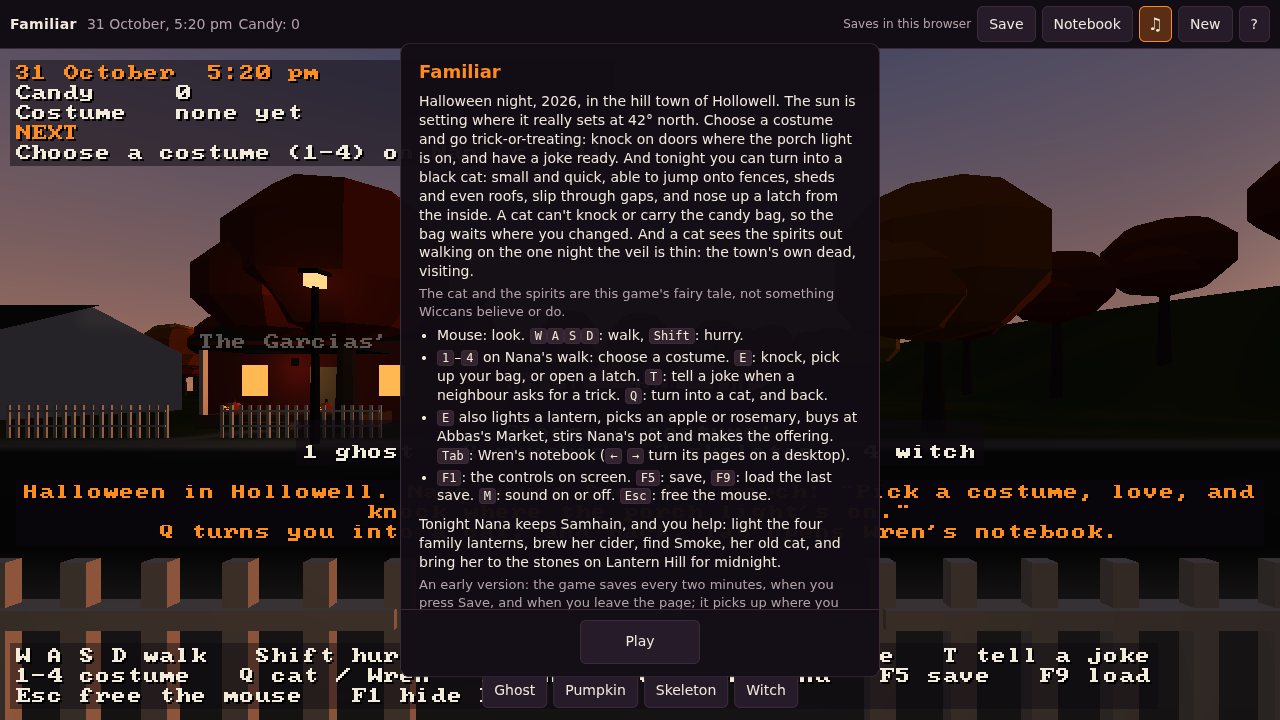 Familiar 31 October, 5:20 pm Candy: 0 Saves in this browser Save Notebook ♫ New ?
31 October 5:20 pm
Candy 0
Costume none yet
NEXT
Choose a costume (1-4) o
The Garcias'
Familiar
Halloween night, 2026, in the hill town of Hollowell. The sun is
setting where it really sets at 42° north. Choose a costume
and go trick-or-treating: knock on doors where the porch light
is on, and have a joke ready. And tonight you can turn into a
black cat: small and quick, able to jump onto fences, sheds
and even roofs, slip through gaps, and nose up a latch from
the inside. A cat can't knock or carry the candy bag, so the
bag waits where you changed. And a cat sees the spirits out
walking on the one night the veil is thin: the town's own dead,
visiting.
The cat and the spirits are this game's fairy tale, not something
Wiccans believe or do.
• Mouse: look. W A S D: walk, Shift: hurry.
• 1–4 on Nana's walk: choose a costume. E: knock, pick
up your bag, or open a latch. T: tell a joke when a
neighbour asks for a trick. Q: turn into a cat, and back.
• E also lights a lantern, picks an apple or rosemary, buys at
Abbas's Market, stirs Nana's pot and makes the offering.
Tab: Wren's notebook (← → turn its pages on a desktop).
• F1: the controls on screen. F5: save, F9: load the last
save. M: sound on or off. Esc: free the mouse.
Tonight Nana keeps Samhain, and you help: light the four
family lanterns, brew her cider, find Smoke, her old cat, and
bring her to the stones on Lantern Hill for midnight.
An early version: the game saves every two minutes, when you
press Save, and when you leave the page; it picks up where you
Play
1 ghost witch
Halloween in Hollowell. ick a costume, love, and
kn
Q turns you into ren's notebook.
W A S D walk Shift hur T tell a joke
1-4 costume Q cat / Wren F5 save F9 load
Esc free the mouse F1 hide
Ghost Pumpkin Skeleton Witch